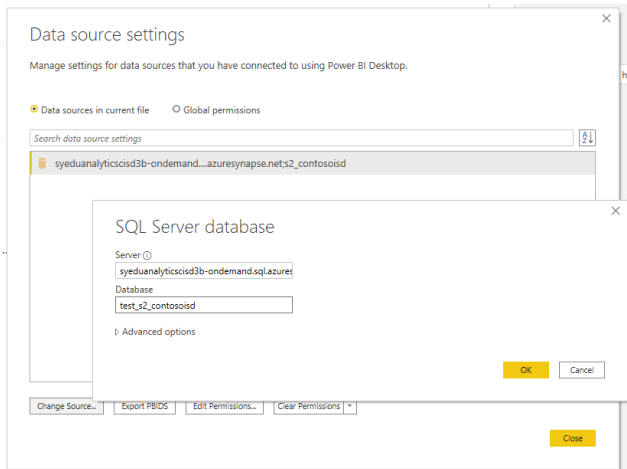 Data source settings
Manage settings for data sources that you have connected to using Power BI Desktop.
Data sources in current file Global permissions
Search data source settings
A
Z
syeduanalyticscisd3b-ondemand....azuresynapse.net;s2_contosoisd
SQL Server database
Server
syeduanalyticscisd3b-ondemand.sql.azures
Database
test_s2_contosoisd
Advanced options
OK Cancel
Change Source... Export PBIDS Edit Permissions... Clear Permissions
Close
h